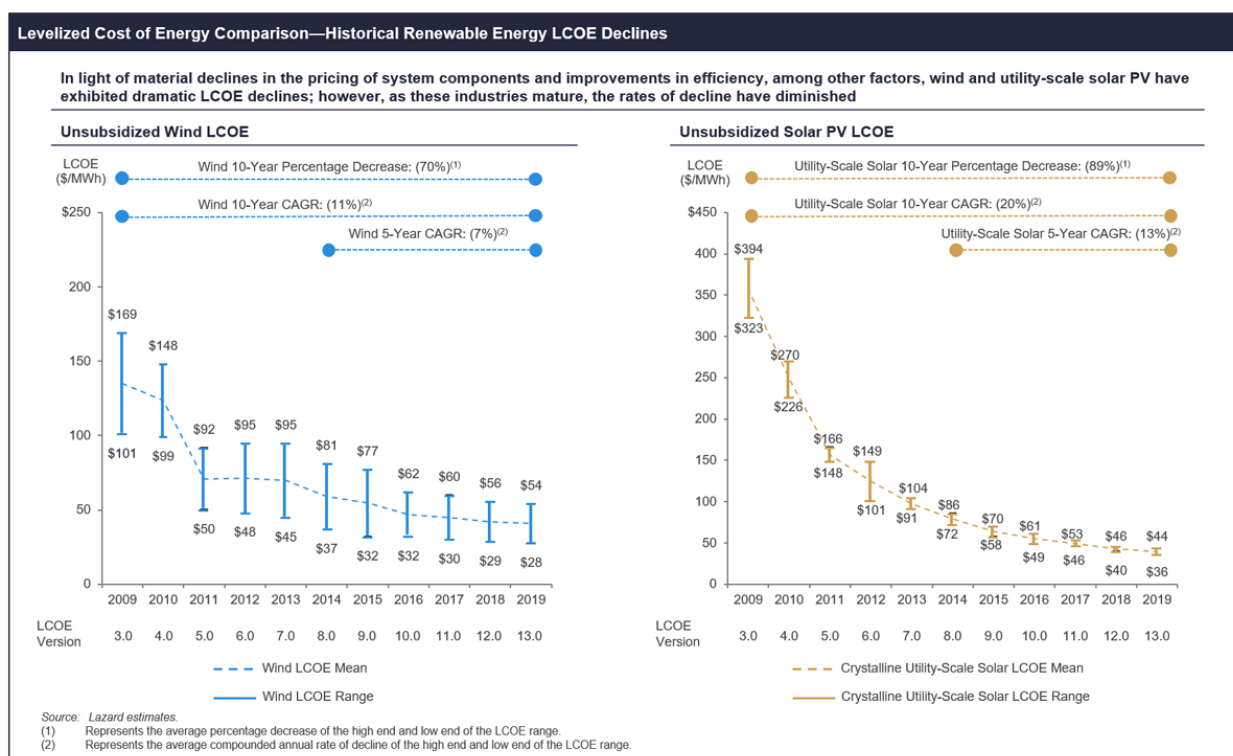 Levelized Cost of Energy Comparison—Historical Renewable Energy LCOE Declines
In light of material declines in the pricing of system components and improvements in efficiency, among other factors, wind and utility-scale solar PV have
exhibited dramatic LCOE declines; however, as these industries mature, the rates of decline have diminished
Unsubsidized Wind LCOE
LCOE
($/MWh)
Wind 10-Year Percentage Decrease: (70%)(1)
Wind 10-Year CAGR: (11%)(2)
Wind 5-Year CAGR: (7%)(2)
$250
200
150
100
50
0
$169
$148
$92
$95
$95
$81
$77
$62
$60
$56
$54
$101
$99
$50
$48
$45
$37
$32
$32
$30
$29
$28
2009 2010 2011 2012 2013 2014 2015 2016 2017 2018 2019
LCOE
Version
3.0 4.0 5.0 6.0 7.0 8.0 9.0 10.0 11.0 12.0 13.0
Wind LCOE Mean
Wind LCOE Range
Unsubsidized Solar PV LCOE
LCOE
($/MWh)
Utility-Scale Solar 10-Year Percentage Decrease: (89%)(1)
Utility-Scale Solar 10-Year CAGR: (20%)(2)
Utility-Scale Solar 5-Year CAGR: (13%)(2)
$450
400
350
300
250
200
150
100
50
0
$394
$323
$270
$226
$166
$148
$149
$101
$104
$91
$86
$72
$70
$58
$61
$49
$53
$46
$46
$40
$44
$36
2009 2010 2011 2012 2013 2014 2015 2016 2017 2018 2019
LCOE
Version
3.0 4.0 5.0 6.0 7.0 8.0 9.0 10.0 11.0 12.0 13.0
Crystalline Utility-Scale Solar LCOE Mean
Crystalline Utility-Scale Solar LCOE Range
Source: Lazard estimates.
(1) Represents the average percentage decrease of the high end and low end of the LCOE range.
(2) Represents the average compounded annual rate of decline of the high end and low end of the LCOE range.